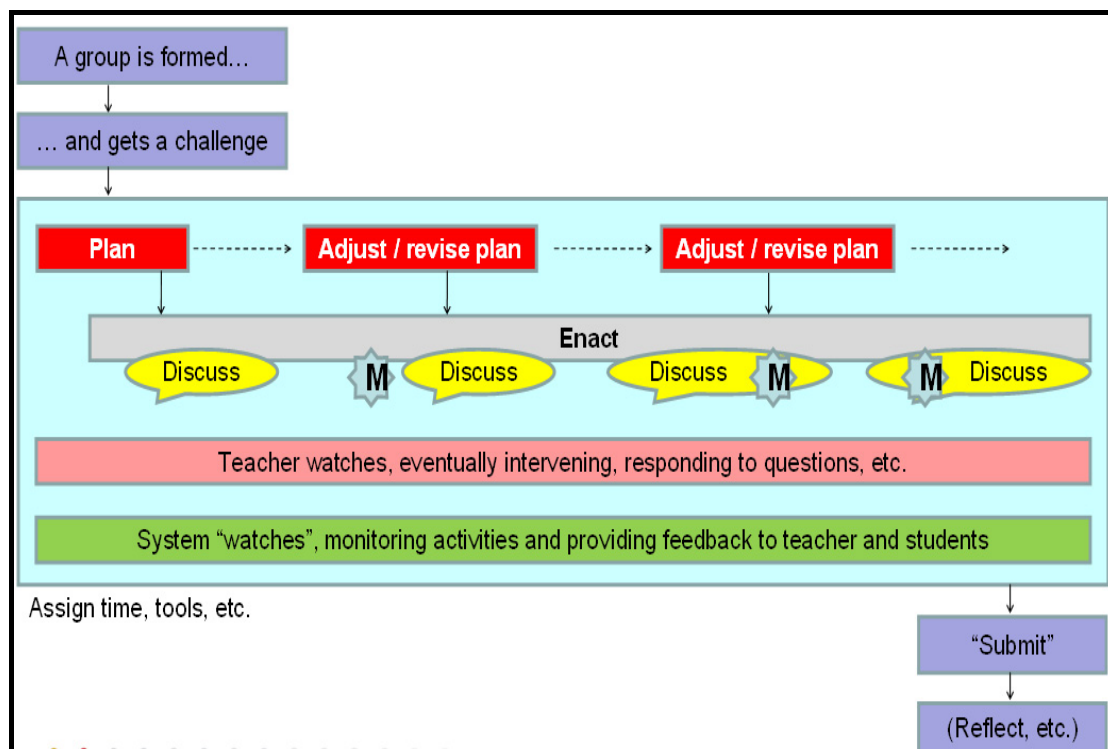 A group is formed…
… and gets a challenge
Plan
Adjust / revise plan
Adjust / revise plan
Enact
Discuss
M
Discuss
Discuss
M
M
Discuss
Teacher watches, eventually intervening, responding to questions, etc.
System “watches”, monitoring activities and providing feedback to teacher and students
Assign time, tools, etc.
“Submit”
(Reflect, etc.)